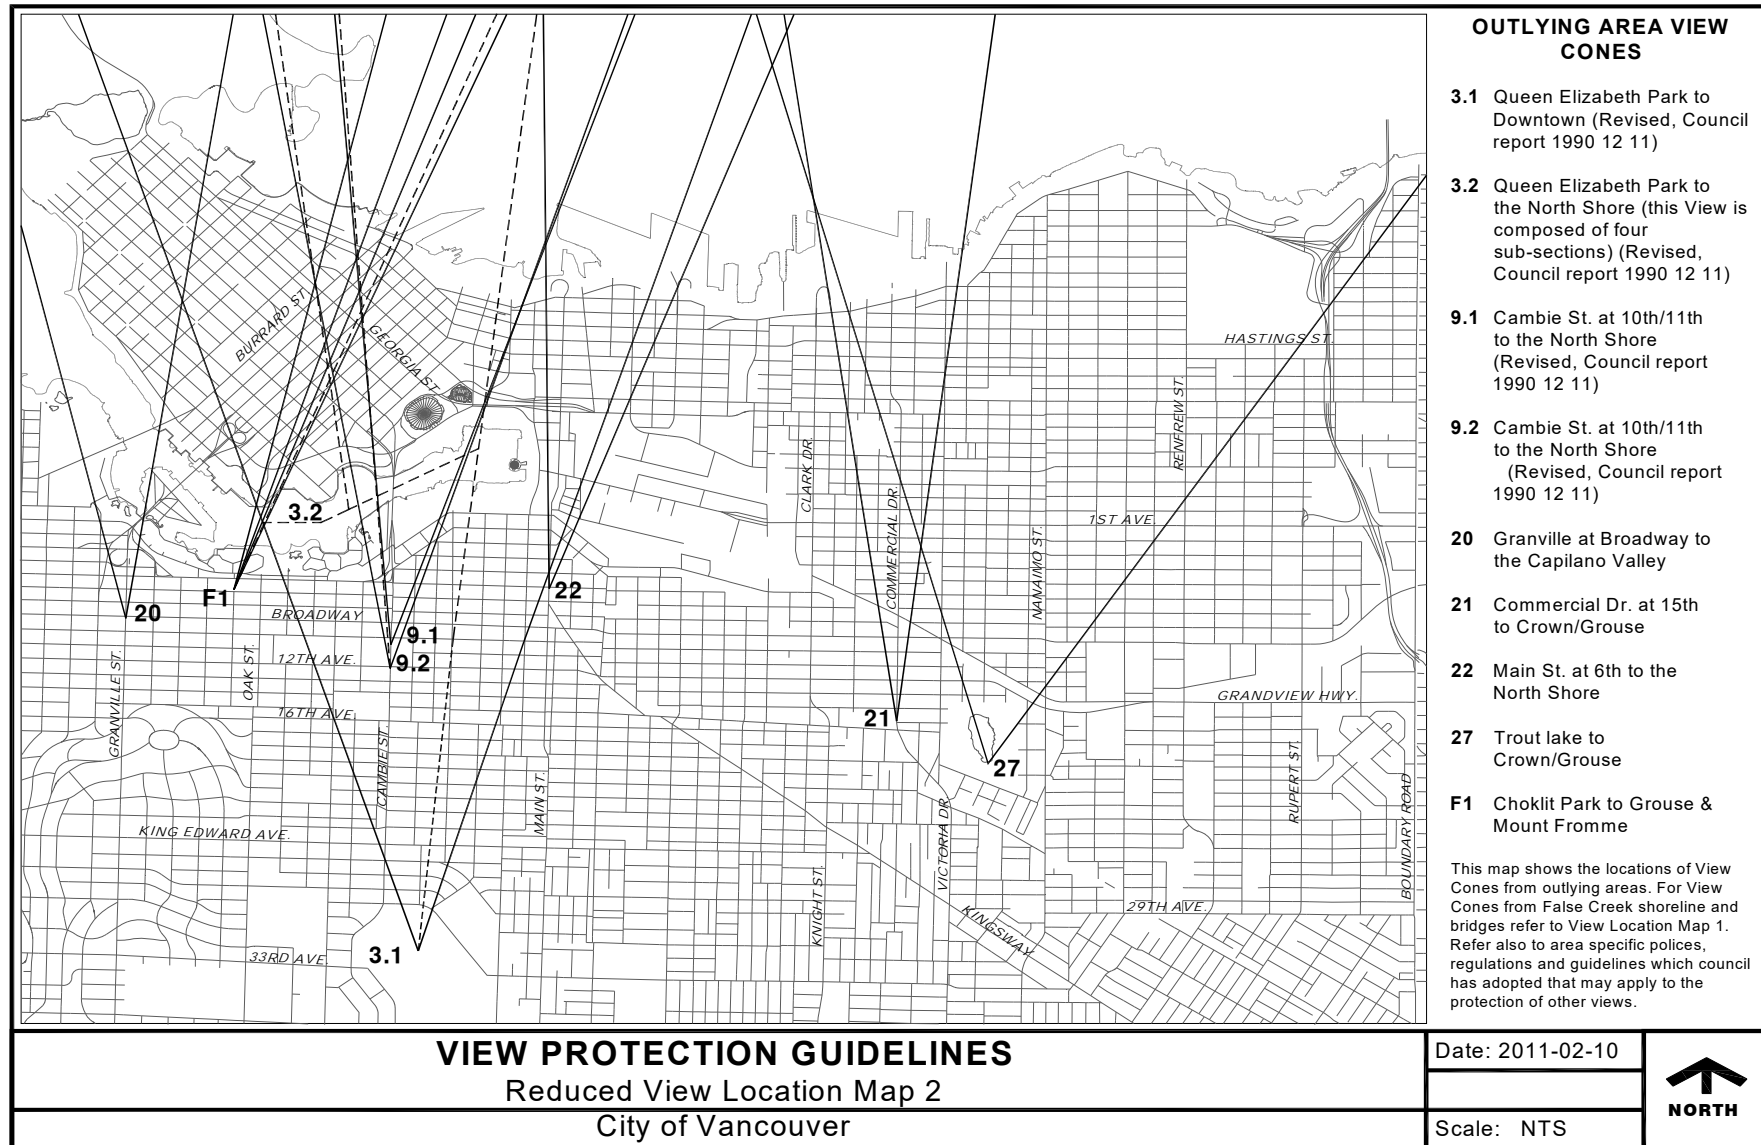 OUTLYING AREA VIEW
CONES
3.1 Queen Elizabeth Park to
Downtown (Revised, Council
report 1990 12 11)
3.2 Queen Elizabeth Park to
the North Shore (this View is
composed of four
sub-sections) (Revised,
Council report 1990 12 11)
9.1 Cambie St. at 10th/11th
to the North Shore
(Revised, Council report
1990 12 11)
9.2 Cambie St. at 10th/11th
to the North Shore
(Revised, Council report
1990 12 11)
20 Granville at Broadway to
the Capilano Valley
21 Commercial Dr. at 15th
to Crown/Grouse
22 Main St. at 6th to the
North Shore
27 Trout lake to
Crown/Grouse
F1 Choklit Park to Grouse &
Mount Fromme
This map shows the locations of View
Cones from outlying areas. For View
Cones from False Creek shoreline and
bridges refer to View Location Map 1.
Refer also to area specific polices,
regulations and guidelines which council
has adopted that may apply to the
protection of other views.
BURRARD ST.
GEORGIA ST.
HASTINGS ST.
RENFREW ST.
CLARK DR.
COMMERCIAL DR.
NANAIMO ST.
1ST AVE.
3.2
F1
20
22
BROADWAY
9.1
9.2
12TH AVE.
OAK ST.
GRANVILLE ST.
16TH AVE.
CAMBIE ST.
MAIN ST.
21
27
GRANDVIEW HWY.
RUPERT ST.
BOUNDARY ROAD
KING EDWARD AVE.
VICTORIA DR.
KNIGHT ST.
KINGSWAY
29TH AVE.
33RD AVE.
3.1
VIEW PROTECTION GUIDELINES
Reduced View Location Map 2
City of Vancouver
Date: 2011-02-10
Scale: NTS
NORTH